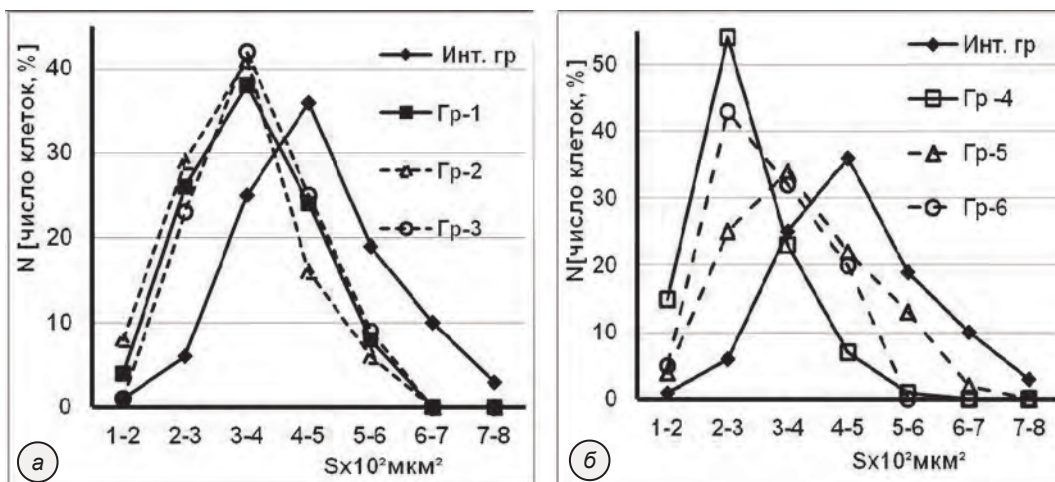 N [число клеток, %]
40
30
20
10
0
Инт. гр
Гр-1
Гр-2
Гр-3
1-2 2-3 3-4 4-5 5-6 6-7 7-8
Sx10²мкм²
а
N[число клеток, %]
50
40
30
20
10
0
Инт. гр
Гр -4
Гр-5
Гр-6
1-2 2-3 3-4 4-5 5-6 6-7 7-8
Sx10²мкм²
б